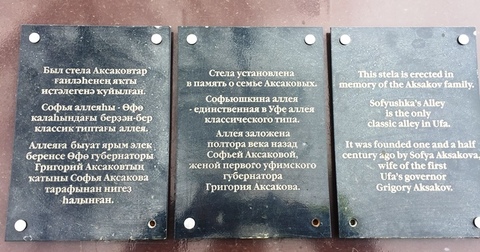 Был стела Аксаковтар
ғаиләһенең яҡты
иҫтәлегенә ҡуйылған.
Софья аллеяһы - Өфө
калаһындағы берҙән-бер
классик типтағы аллея.
Аллеяға быуат ярым элек
беренсе Өфө губернаторы
Григорий Аксаковтың
ҡатыны Софья Аксакова
тарафынан нигеҙ
һалынған.
Стела установлена
в память о семье Аксаковых.
Софьюшкина аллея
- единственная в Уфе аллея
классического типа.
Аллея заложена
полтора века назад
Софьей Аксаковой,
женой первого уфимского
губернатора
Григория Аксакова.
This stela is erected in
memory of the Aksakov family.
Sofyushka's Alley
is the only
classic alley in Ufa.
It was founded one and a half
century ago by Sofya Aksakova,
wife of the first
Ufa's governor
Grigory Aksakov.